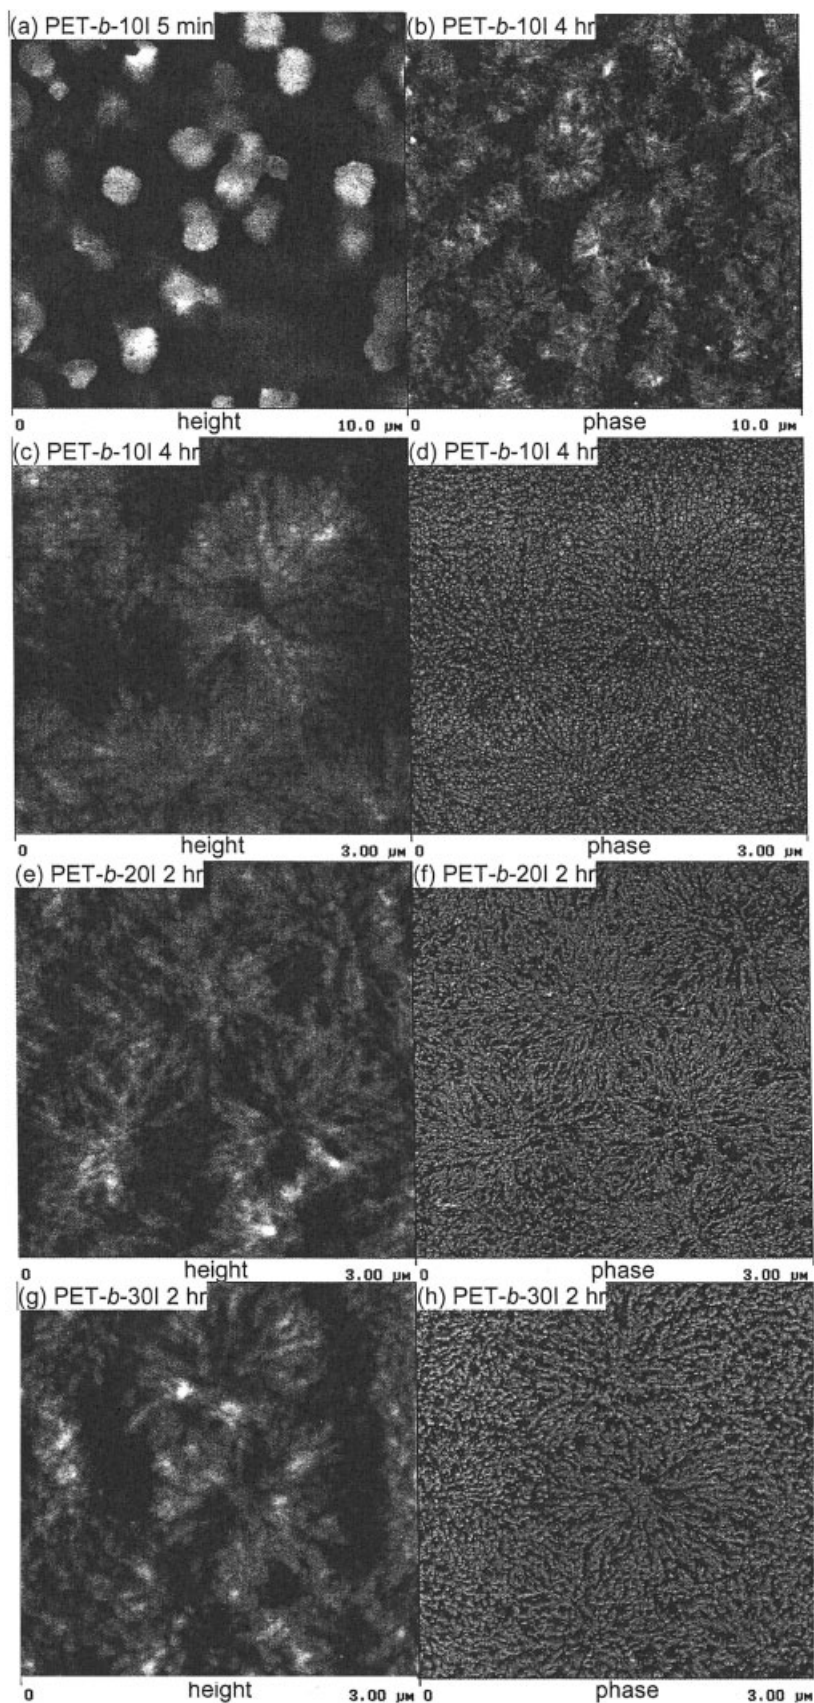 (a) PET-b-10I 5 min
(b) PET-b-10I 4 hr
0 height 10.0 µm
0 phase 10.0 µm
(c) PET-b-10I 4 hr
(d) PET-b-10I 4 hr
0 height 3.00 µm
0 phase 3.00 µm
(e) PET-b-20I 2 hr
(f) PET-b-20I 2 hr
0 height 3.00 µm
0 phase 3.00 µm
(g) PET-b-30I 2 hr
(h) PET-b-30I 2 hr
0 height 3.00 µm
0 phase 3.00 µm